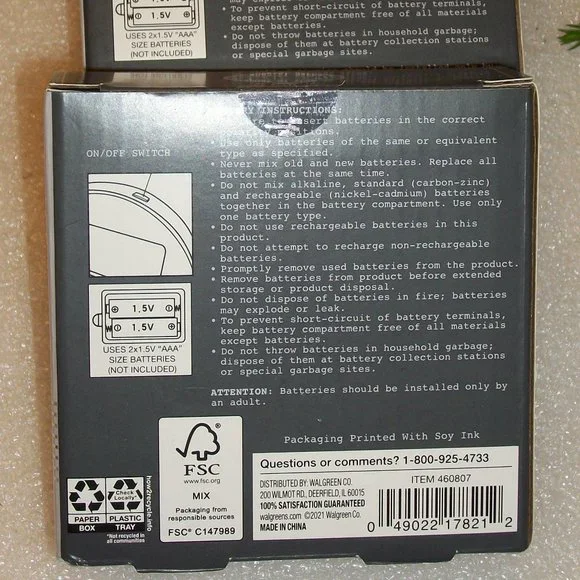 1.5V
USES 2x1.5V "AAA"
SIZE BATTERIES
(NOT INCLUDED)
• To prevent short-circuit of battery terminals,
keep battery compartment free of all materials
except batteries.
• Do not throw batteries in household garbage;
dispose of them at battery collection stations
or special garbage sites.
INSTRUCTIONS:
insert batteries in the correct
• Use only batteries of the same or equivalent
type as specified.
• Never mix old and new batteries. Replace all
batteries at the same time.
• Do not mix alkaline, standard (carbon-zinc)
and rechargeable (nickel-cadmium) batteries
together in the battery compartment. Use only
one battery type.
• Do not use rechargeable batteries in this
product.
• Do not attempt to recharge non-rechargeable
batteries.
• Promptly remove used batteries from the product.
• Remove batteries from product before extended
storage or product disposal.
• Do not dispose of batteries in fire; batteries
may explode or leak.
• To prevent short-circuit of battery terminals,
keep battery compartment free of all materials
except batteries.
• Do not throw batteries in household garbage;
dispose of them at battery collection stations
or special garbage sites.
ATTENTION: Batteries should be installed only by
an adult.
ON/OFF SWITCH
1.5V
1.5V
USES 2x1.5V "AAA"
SIZE BATTERIES
(NOT INCLUDED)
Packaging Printed With Soy Ink
FSC
www.fsc.org
MIX
Packaging from
responsible sources
FSC® C147989
PAPER
BOX
Check
Locally*
PLASTIC
TRAY
*Not recycled in
all communities
how2recycle.info
Questions or comments? 1-800-925-4733
DISTRIBUTED BY: WALGREEN CO.
200 WILMOT RD., DEERFIELD, IL 60015
100% SATISFACTION GUARANTEED
walgreens.com ©2021 Walgreen Co.
MADE IN CHINA
ITEM 460807
0 49022 17821 2